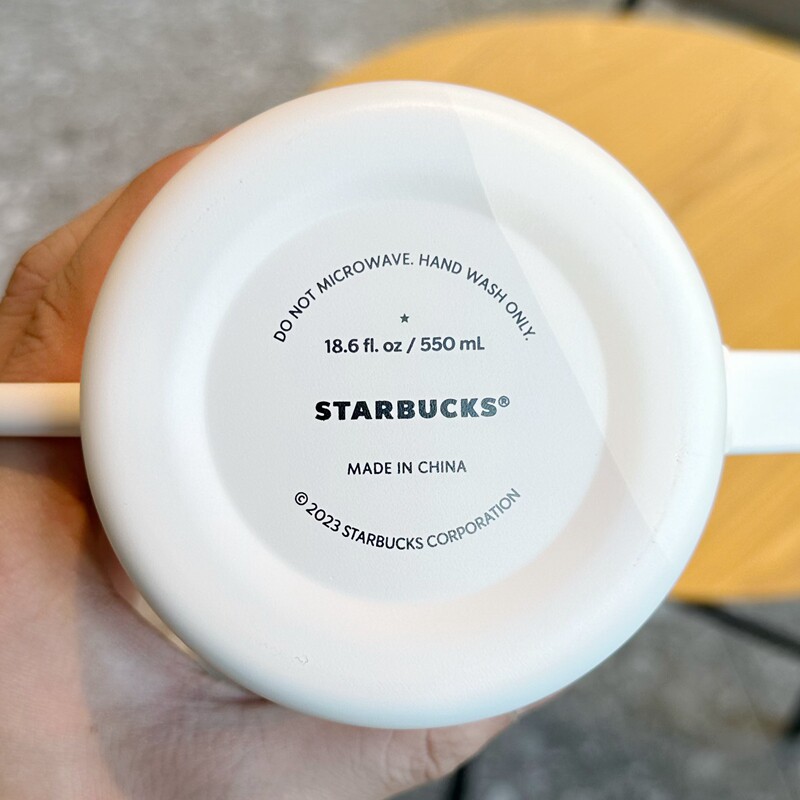 DO NOT MICROWAVE. HAND WASH ONLY.
18.6 fl. oz / 550 mL
STARBUCKS®
MADE IN CHINA
© 2023 STARBUCKS CORPORATION